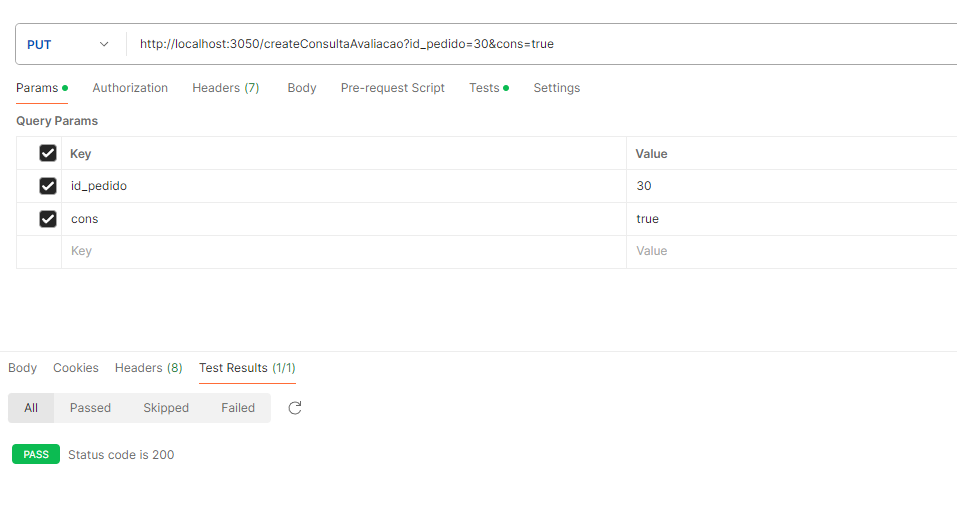 PUT http://localhost:3050/createConsultaAvaliacao?id_pedido=30&cons=true
Params Authorization Headers (7) Body Pre-request Script Tests Settings
Query Params
Key Value
id_pedido 30
cons true
Key Value
Body Cookies Headers (8) Test Results (1/1)
All Passed Skipped Failed
PASS Status code is 200